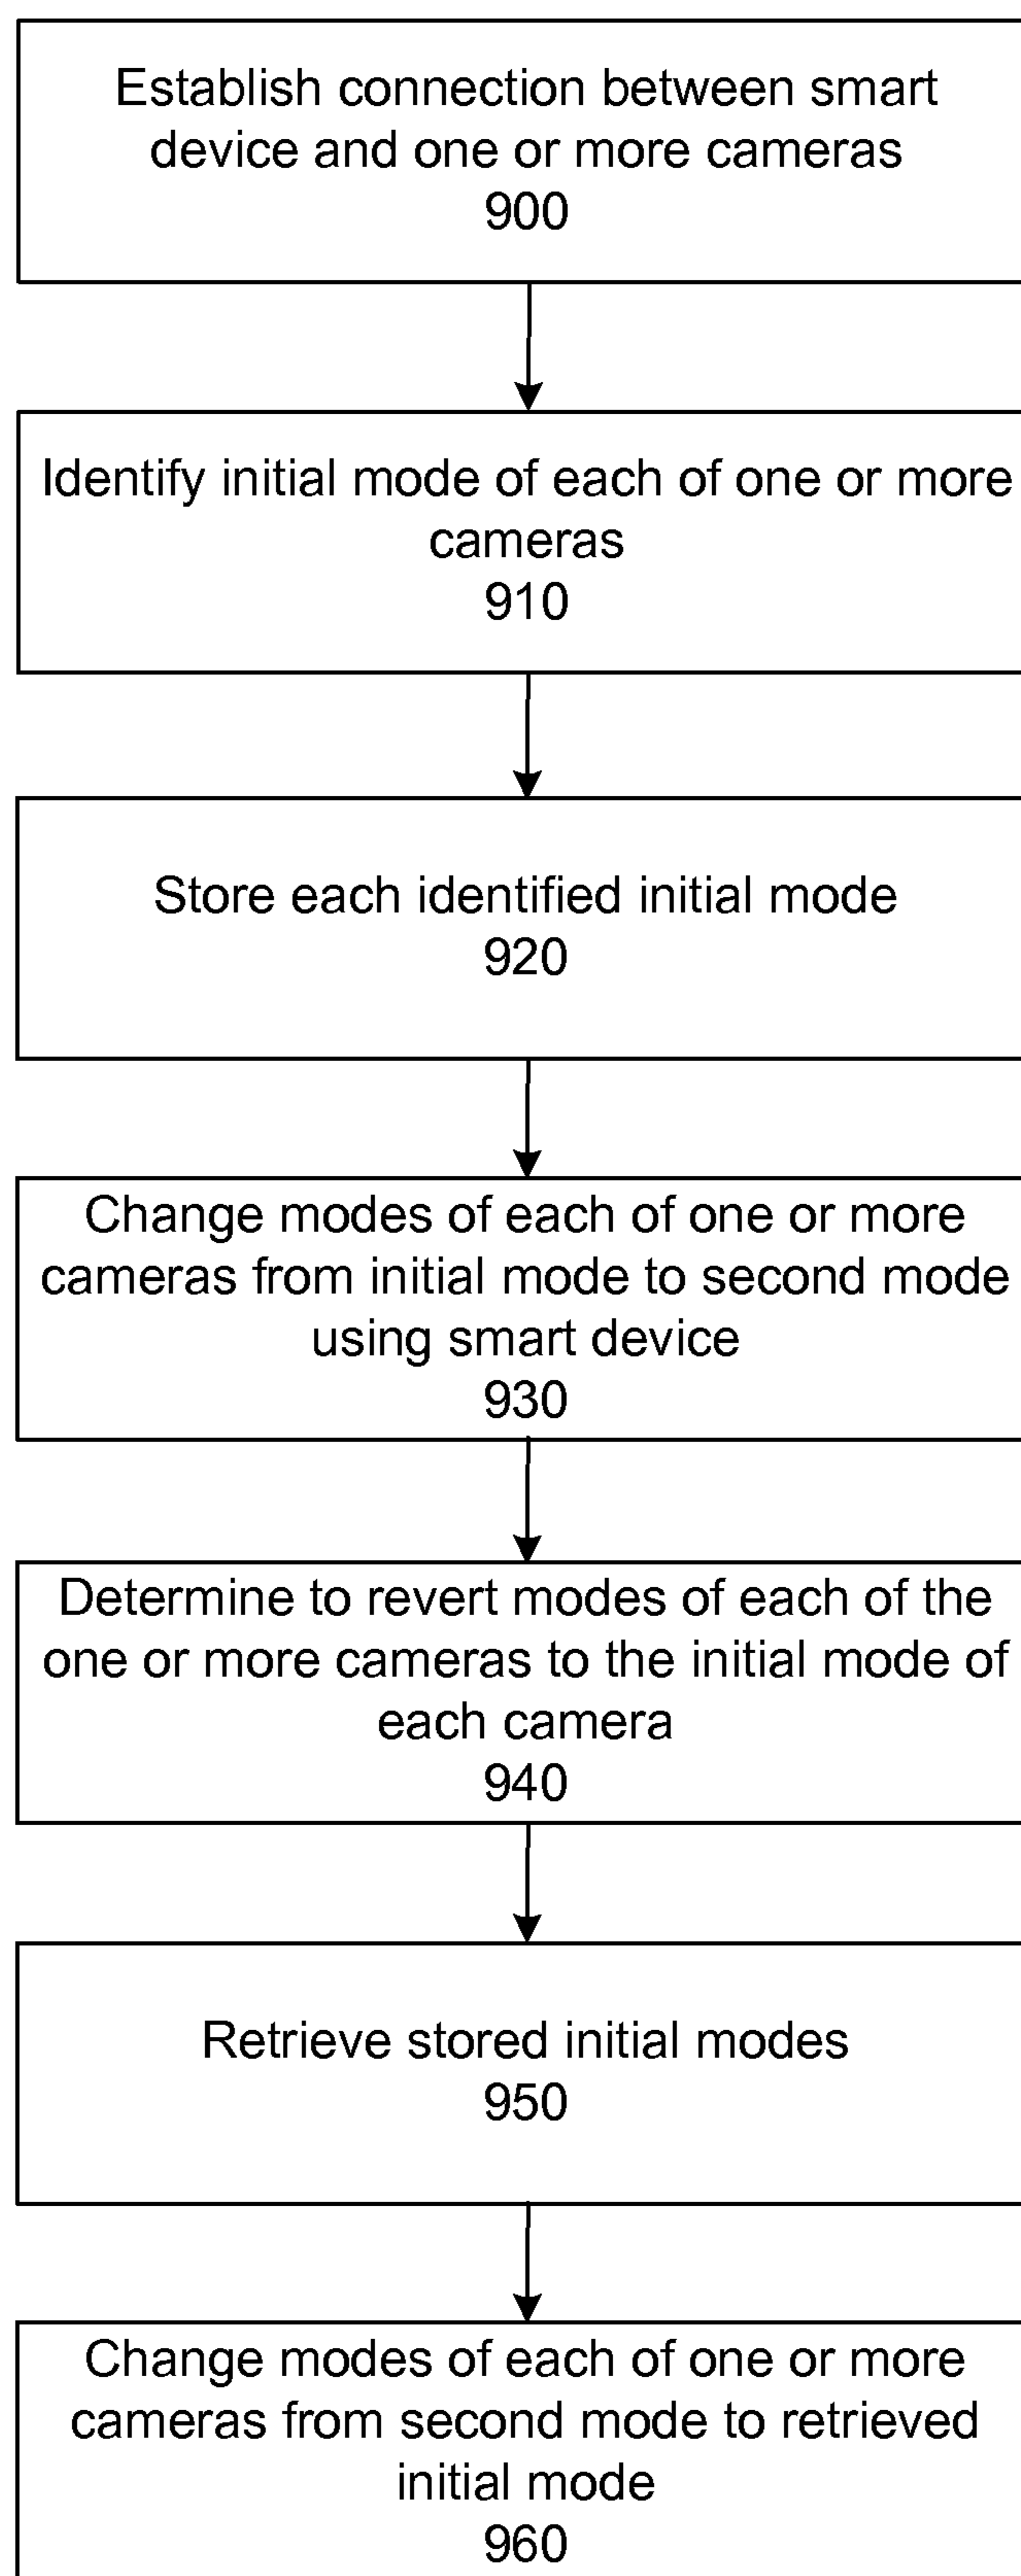 Establish connection between smart
device and one or more cameras
900
Identify initial mode of each of one or more
cameras
910
Store each identified initial mode
920
Change modes of each of one or more
cameras from initial mode to second mode
using smart device
930
Determine to revert modes of each of the
one or more cameras to the initial mode of
each camera
940
Retrieve stored initial modes
950
Change modes of each of one or more
cameras from second mode to retrieved
initial mode
960